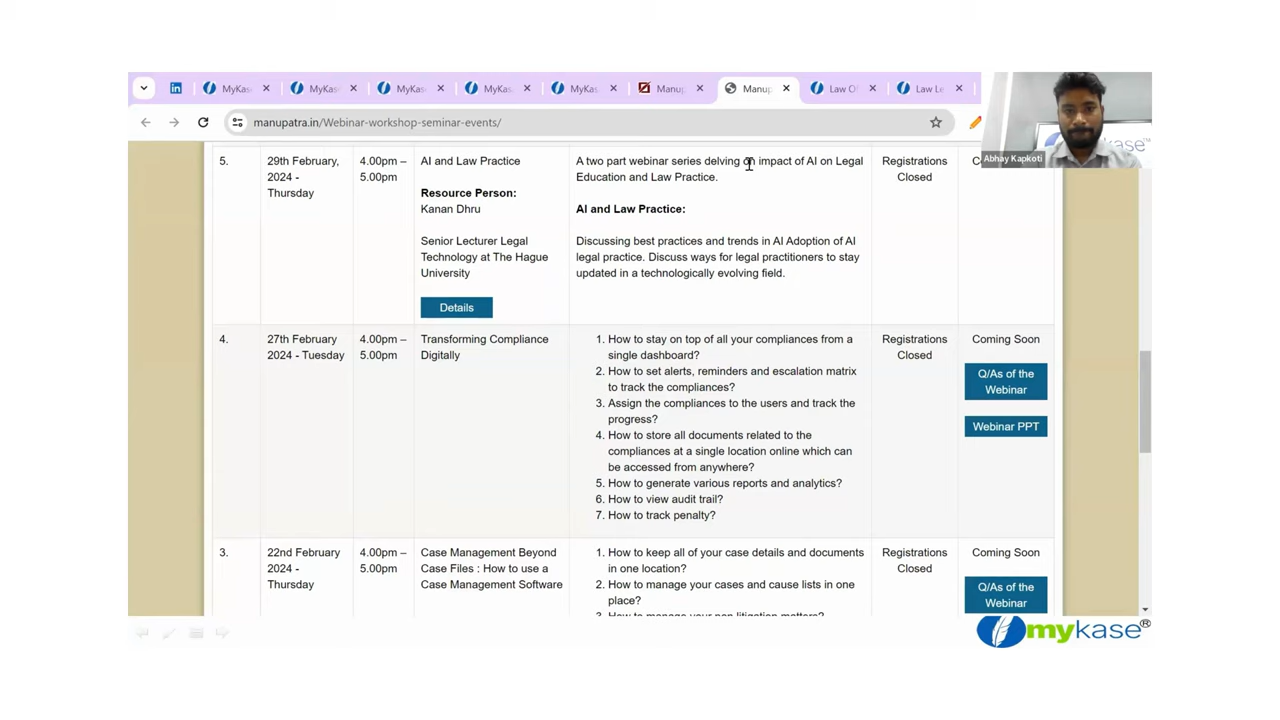 MyKas
MyKas
MyKas
MyKas
MyKas
Manup
Manup
Law O
Law Le
manupatra.in/Webinar-workshop-seminar-events/
Abhay Kapkoti
mykase
5.
29th February,
2024 -
Thursday
4.00pm –
5.00pm
AI and Law Practice
Resource Person:
Kanan Dhru
Senior Lecturer Legal
Technology at The Hague
University
Details
A two part webinar series delving on impact of AI on Legal
Education and Law Practice.
AI and Law Practice:
Discussing best practices and trends in AI Adoption of AI
legal practice. Discuss ways for legal practitioners to stay
updated in a technologically evolving field.
Registrations
Closed
4.
27th February
2024 - Tuesday
4.00pm –
5.00pm
Transforming Compliance
Digitally
1. How to stay on top of all your compliances from a
single dashboard?
2. How to set alerts, reminders and escalation matrix
to track the compliances?
3. Assign the compliances to the users and track the
progress?
4. How to store all documents related to the
compliances at a single location online which can
be accessed from anywhere?
5. How to generate various reports and analytics?
6. How to view audit trail?
7. How to track penalty?
Registrations
Closed
Coming Soon
Q/As of the
Webinar
Webinar PPT
3.
22nd February
2024 -
Thursday
4.00pm –
5.00pm
Case Management Beyond
Case Files : How to use a
Case Management Software
1. How to keep all of your case details and documents
in one location?
2. How to manage your cases and cause lists in one
place?
3. How to manage your non litigation matters?
Registrations
Closed
Coming Soon
Q/As of the
Webinar
mykase®